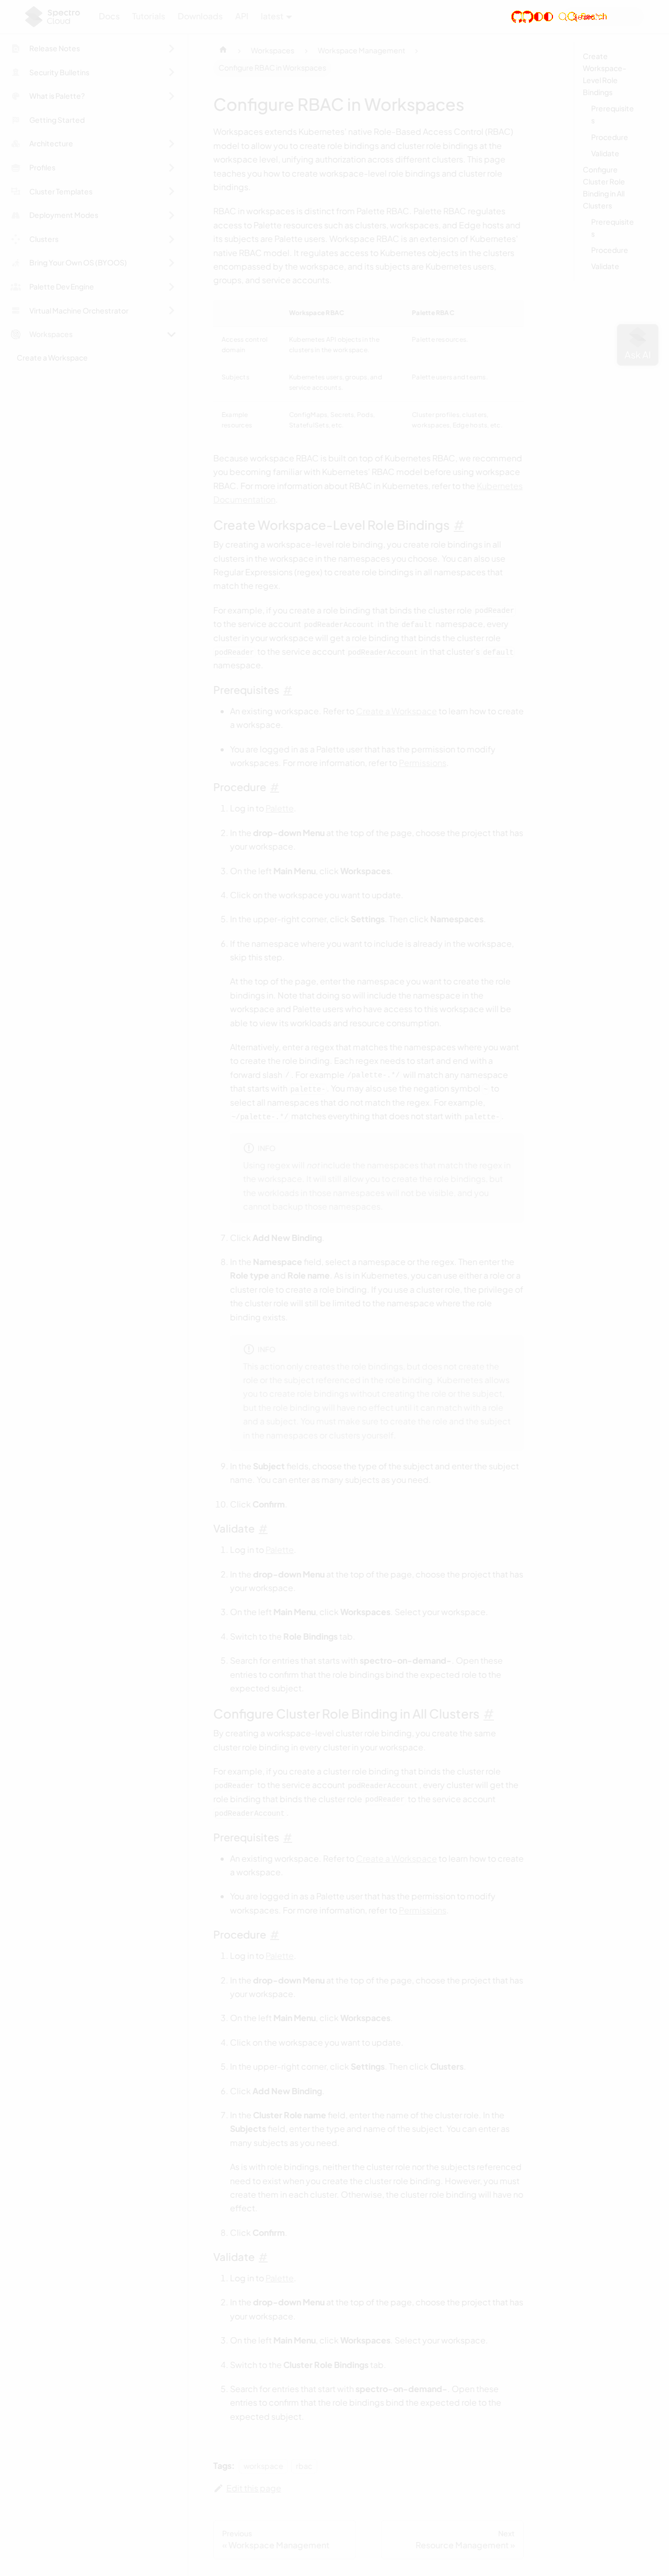 Spectro Cloud
Docs Tutorials Downloads API latest
Release Notes
Security Bulletins
What is Palette?
Getting Started
Architecture
Profiles
Cluster Templates
Deployment Modes
Clusters
Bring Your Own OS (BYOOS)
Palette Dev Engine
Virtual Machine Orchestrator
Workspaces
Create a Workspace
Workspaces
Workspace Management
Configure RBAC in Workspaces
Configure RBAC in Workspaces
Workspaces extends Kubernetes' native Role-Based Access Control (RBAC)
model to allow you to create role bindings and cluster role bindings at the
workspace level, unifying authorization across different clusters. This page
teaches you how to create workspace-level role bindings and cluster role
bindings.
RBAC in workspaces is distinct from Palette RBAC. Palette RBAC regulates
access to Palette resources such as clusters, workspaces, and Edge hosts and
its subjects are Palette users. Workspace RBAC is an extension of Kubernetes'
native RBAC model. It regulates access to Kubernetes objects in the clusters
encompassed by the workspace, and its subjects are Kubernetes users,
groups, and service accounts.
Workspace RBAC Palette RBAC
Access control
domain
Kubernetes API objects in the
clusters in the workspace
Palette resources
Subjects
Kubernetes users, groups, and
service accounts
Palette users and teams
Example
resources
ConfigMaps, Secrets, Pods,
DaemonSets, etc.
Cluster profiles, clusters,
workspaces, Edge hosts, etc.
Because workspace RBAC is built on top of Kubernetes RBAC, we recommend
you becoming familiar with Kubernetes' RBAC model before using workspace
RBAC. For more information about RBAC in Kubernetes, refer to the Kubernetes
Documentation.
Create Workspace-Level Role Bindings #
By creating a workspace-level role binding, you create role bindings in all
clusters in the workspace in the namespaces you choose. You can also use
Regular Expressions (regex) to create role bindings in all namespaces that
match the regex.
For example, if you create a role binding that binds the cluster role podReader
to the service account podReaderAccount in the default namespace, every
cluster in your workspace will get a role binding that binds the cluster role
podReader to the service account podReaderAccount in that cluster's default
namespace.
Prerequisites #
An existing workspace. Refer to Create a Workspace to learn how to create
a workspace.
You are logged in as a Palette user that has the permission to modify
workspaces. For more information, refer to Permissions.
Procedure #
1. Log in to Palette.
2. In the drop-down Menu at the top of the page, choose the project that has
your workspace.
3. On the left Main Menu, click Workspaces.
4. Click on the workspace you want to update.
5. In the upper-right corner, click Settings. Then click Namespaces.
6. If the namespace where you want to include is already in the workspace,
skip this step.
At the top of the page, enter the namespace you want to create the role
bindings in. Note that doing so will include the namespace in the
workspace and Palette users who have access to this workspace will be
able to view its workloads and resource consumption.
Alternatively, enter a regex that matches the namespaces where you want
to create the role binding. Each regex needs to start and end with a
forward slash /. For example /palette-.*/ will match any namespace
that starts with palette-. You may also use the negation symbol ~ to
select all namespaces that do not match the regex. For example,
~/palette-.*/ matches everything that does not start with palette-.
INFO
Using regex will not include the namespaces that match the regex in
the workspace. It will still allow you to create the role bindings, but
the workloads in those namespaces will not be visible, and you
cannot backup those namespaces.
7. Click Add New Binding.
8. In the Namespace field, select a namespace or the regex. Then enter the
Role type and Role name. As is in Kubernetes, you can use either a role or a
cluster role to create a role binding. If you use a cluster role, the privilege of
the cluster role will still be limited to the namespace where the role
binding exists.
INFO
This action only creates the role bindings, but does not create the
role or the subject referenced in the role binding. Kubernetes allows
you to create role bindings without creating the role or the subject,
but the role binding will have no effect until it can match with a role
and a subject. You must make sure to create the role and the subject
in the namespaces or clusters yourself.
9. In the Subject fields, choose the type of the subject and enter the subject
name. You can enter as many subjects as you need.
10. Click Confirm.
Validate #
1. Log in to Palette.
2. In the drop-down Menu at the top of the page, choose the project that has
your workspace.
3. On the left Main Menu, click Workspaces. Select your workspace.
4. Switch to the Role Bindings tab.
5. Search for entries that starts with spectro-on-demand-. Open these
entries to confirm that the role bindings bind the expected role to the
expected subject.
Configure Cluster Role Binding in All Clusters #
By creating a workspace-level cluster role binding, you create the same
cluster role binding in every cluster in your workspace.
For example, if you create a cluster role binding that binds the cluster role
podReader to the service account podReaderAccount, every cluster will get the
role binding that binds the cluster role podReader to the service account
podReaderAccount.
Prerequisites #
An existing workspace. Refer to Create a Workspace to learn how to create
a workspace.
You are logged in as a Palette user that has the permission to modify
workspaces. For more information, refer to Permissions.
Procedure #
1. Log in to Palette.
2. In the drop-down Menu at the top of the page, choose the project that has
your workspace.
3. On the left Main Menu, click Workspaces.
4. Click on the workspace you want to update.
5. In the upper-right corner, click Settings. Then click Clusters.
6. Click Add New Binding.
7. In the Cluster Role name field, enter the name of the cluster role. In the
Subjects field, enter the type and name of the subject. You can enter as
many subjects as you need.
As is with role bindings, neither the cluster role nor the subjects referenced
need to exist when you create the cluster role binding. However, you must
create them in each cluster. Otherwise, the cluster role binding will have no
effect.
8. Click Confirm.
Validate #
1. Log in to Palette.
2. In the drop-down Menu at the top of the page, choose the project that has
your workspace.
3. On the left Main Menu, click Workspaces. Select your workspace.
4. Switch to the Cluster Role Bindings tab.
5. Search for entries that start with spectro-on-demand-. Open these
entries to confirm that the role bindings bind the expected role to the
expected subject.
Tags: workspace rbac
Edit this page
Previous
« Workspace Management
Next
Resource Management »
Create
Workspace-
Level Role
Bindings
Prerequisite
s
Procedure
Validate
Configure
Cluster Role
Binding in All
Clusters
Prerequisite
s
Procedure
Validate
Ask AI